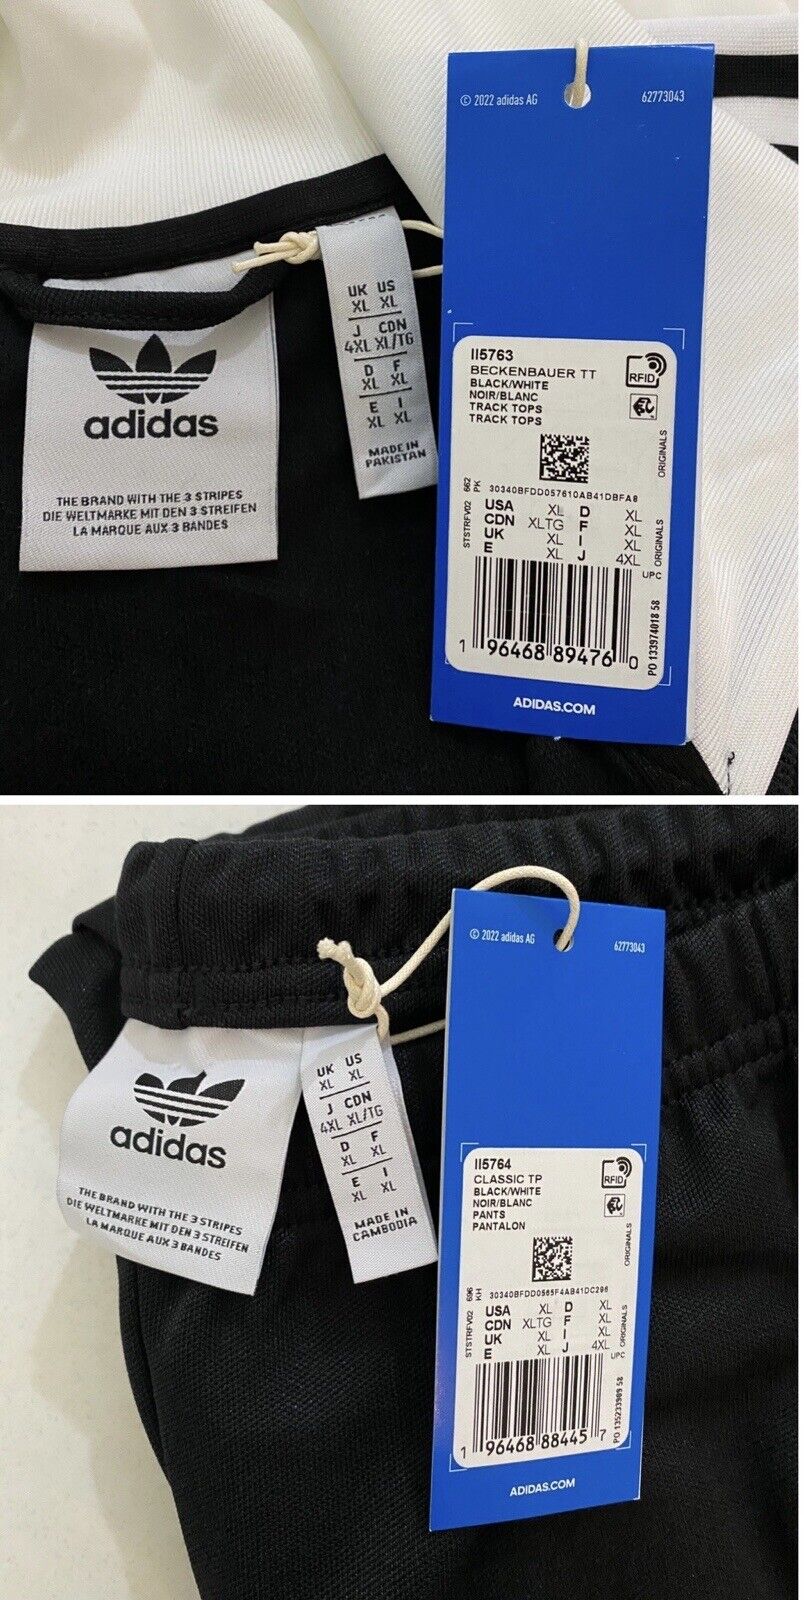 adidas
THE BRAND WITH THE 3 STRIPES
DIE WELTMARKE MIT DEN 3 STREIFEN
LA MARQUE AUX 3 BANDES
UK US
XL XL
J CDN
4XL XL/TG
D F
XL XL
E I
XL XL
MADE IN
PAKISTAN
© 2022 adidas AG
62773043
II5763
BECKENBAUER TT
BLACK/WHITE
NOIR/BLANC
TRACK TOPS
TRACK TOPS
RFID
ORIGINALS
30340BFDD057610AB41DBFA8
STSTRFV02
662
PK
USA XL D XL
CDN XLTG F XL
UK XL I XL
E XL J 4XL
UPC
ORIGINALS
PO 133974018 58
1 96468 89476 0
ADIDAS.COM
adidas
THE BRAND WITH THE 3 STRIPES
DIE WELTMARKE MIT DEN 3 STREIFEN
LA MARQUE AUX 3 BANDES
UK US
XL XL
J CDN
4XL XL/TG
D F
XL XL
E I
XL XL
MADE IN
CAMBODIA
© 2022 adidas AG
62773043
II5764
CLASSIC TP
BLACK/WHITE
NOIR/BLANC
PANTS
PANTALON
RFID
ORIGINALS
30340BFDD0565F4AB41DC296
STSTRFV02
696
KH
USA XL D XL
CDN XLTG F XL
UK XL I XL
E XL J 4XL
UPC
ORIGINALS
PO 135233989 58
1 96468 88445 7
ADIDAS.COM